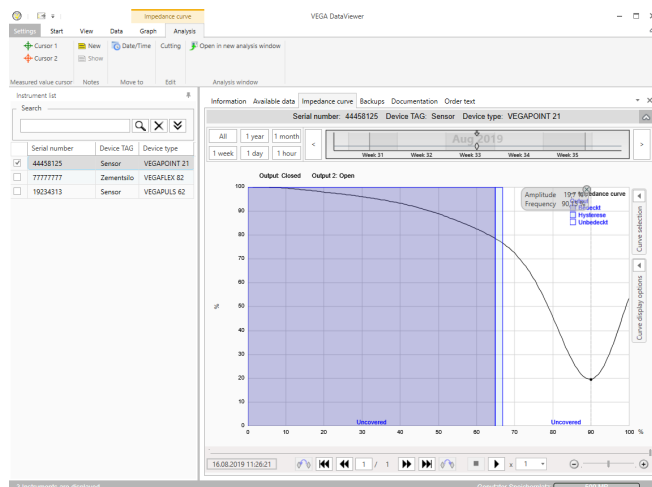 Impedance curve
VEGA DataViewer
Settings Start View Data Graph Analysis
Cursor 1
New
Date/Time
Cutting
Open in new analysis window
Cursor 2
Show
Measured value cursor Notes Move to Edit Analysis window
Instrument list
Search
Serial number Device TAG Device type
44458125 Sensor VEGAPOINT 21
77777777 Zementsilo VEGAFLEX 82
19234313 Sensor VEGAPULS 62
Information Available data Impedance curve Backups Documentation Order text
Serial number: 44458125 Device TAG: Sensor Device type: VEGAPOINT 21
All 1 year 1 month
1 week 1 day 1 hour
<
Aug 2019
>
Week 31 Week 32 Week 33 Week 34 Week 35
Output: Closed Output 2: Open
Amplitude
Frequency
Impedance curve
Hysterese
Unbedeckt
Curve selection
Curve display options
100
90
80
70
60
50
40
30
20
10
0
%
Uncovered
Uncovered
0 10 20 30 40 50 60 70 80 90 100 %
16.08.2019 11:26:21
1 / 1
x 1